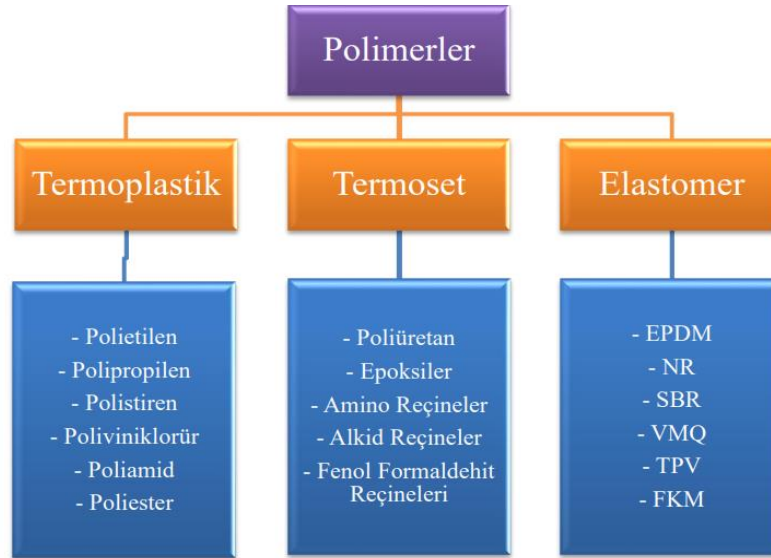 Polimerler
Termoplastik
Termoset
Elastomer
- Polietilen
- Polipropilen
- Polistiren
- Poliviniklorür
- Poliamid
- Poliester
- Poliüretan
- Epoksiler
- Amino Reçineler
- Alkid Reçineler
- Fenol Formaldehit
Reçineleri
- EPDM
- NR
- SBR
- VMQ
- TPV
- FKM